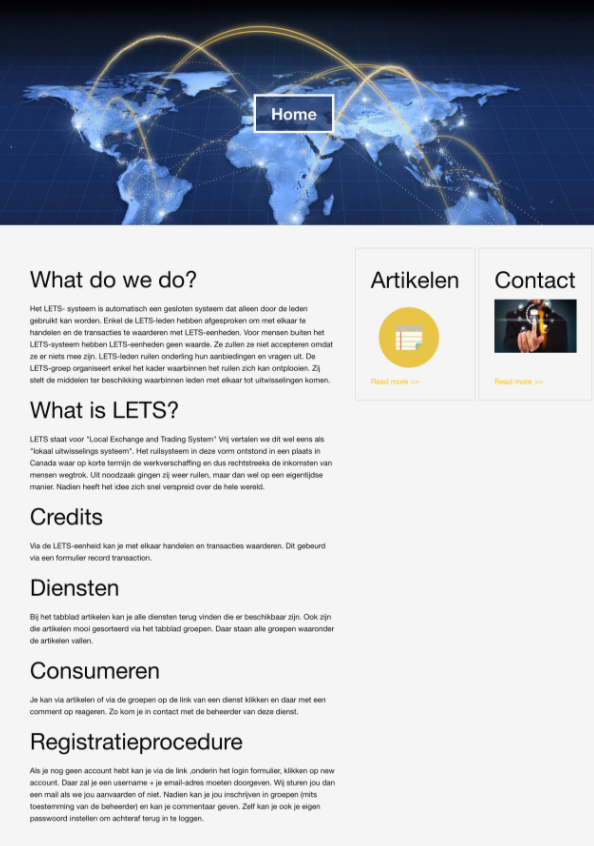 Home
What do we do?
Het LETS- systeem is automatisch een gesloten systeem dat alleen door de leden
gebruikt kan worden. Enkel de LETS-leden hebben afgesproken om met elkaar te
handelen en de transacties te waarderen met LETS-eenheden. Voor mensen buiten het
LETS-systeem hebben LETS-eenheden geen waarde. Ze zullen ze niet accepteren omdat
ze er niets mee zijn. LETS-leden ruilen onderling hun aanbiedingen en vragen uit. De
LETS-groep organiseert enkel het kader waarbinnen het ruilen zich kan ontplooien. Zij
stelt de middelen ter beschikking waarbinnen leden met elkaar tot uitwisselingen komen.
What is LETS?
LETS staat voor "Local Exchange and Trading System" Vrij vertalen we dit wel eens als
"lokaal uitwisselings systeem". Het ruilsysteem in deze vorm ontstond in een plaats in
Canada waar op korte termijn de werkverschaffing en dus rechtstreeks de inkomsten van
mensen wegtrok. Uit noodzaak gingen zij weer ruilen, maar dan wel op een eigentijdse
manier. Nadien heeft het idee zich snel verspreid over de hele wereld.
Credits
Via de LETS-eenheid kan je met elkaar handelen en transacties waarderen. Dit gebeurd
via een formulier record transaction.
Diensten
Bij het tabblad artikelen kan je alle diensten terug vinden die er beschikbaar zijn. Ook zijn
die artikelen mooi gesorteerd via het tabblad groepen. Daar staan alle groepen waaronder
de artikelen vallen.
Consumeren
Je kan via artikelen of via de groepen op de link van een dienst klikken en daar met een
comment op reageren. Zo kom je in contact met de beheerder van deze dienst.
Registratieprocedure
Als je nog geen account hebt kan je via de link ,onderin het login formulier, klikken op new
account. Daar zal je een username + je email-adres moeten doorgeven. Wij sturen jou dan
een mail als we jou aanvaarden of niet. Nadien kan je jou inschrijven in groepen (mits
toestemming van de beheerder) en kan je commentaar geven. Zelf kan je ook je eigen
passwoord instellen om achteraf terug in te loggen.
Artikelen
Read more >>
Contact
Read more >>